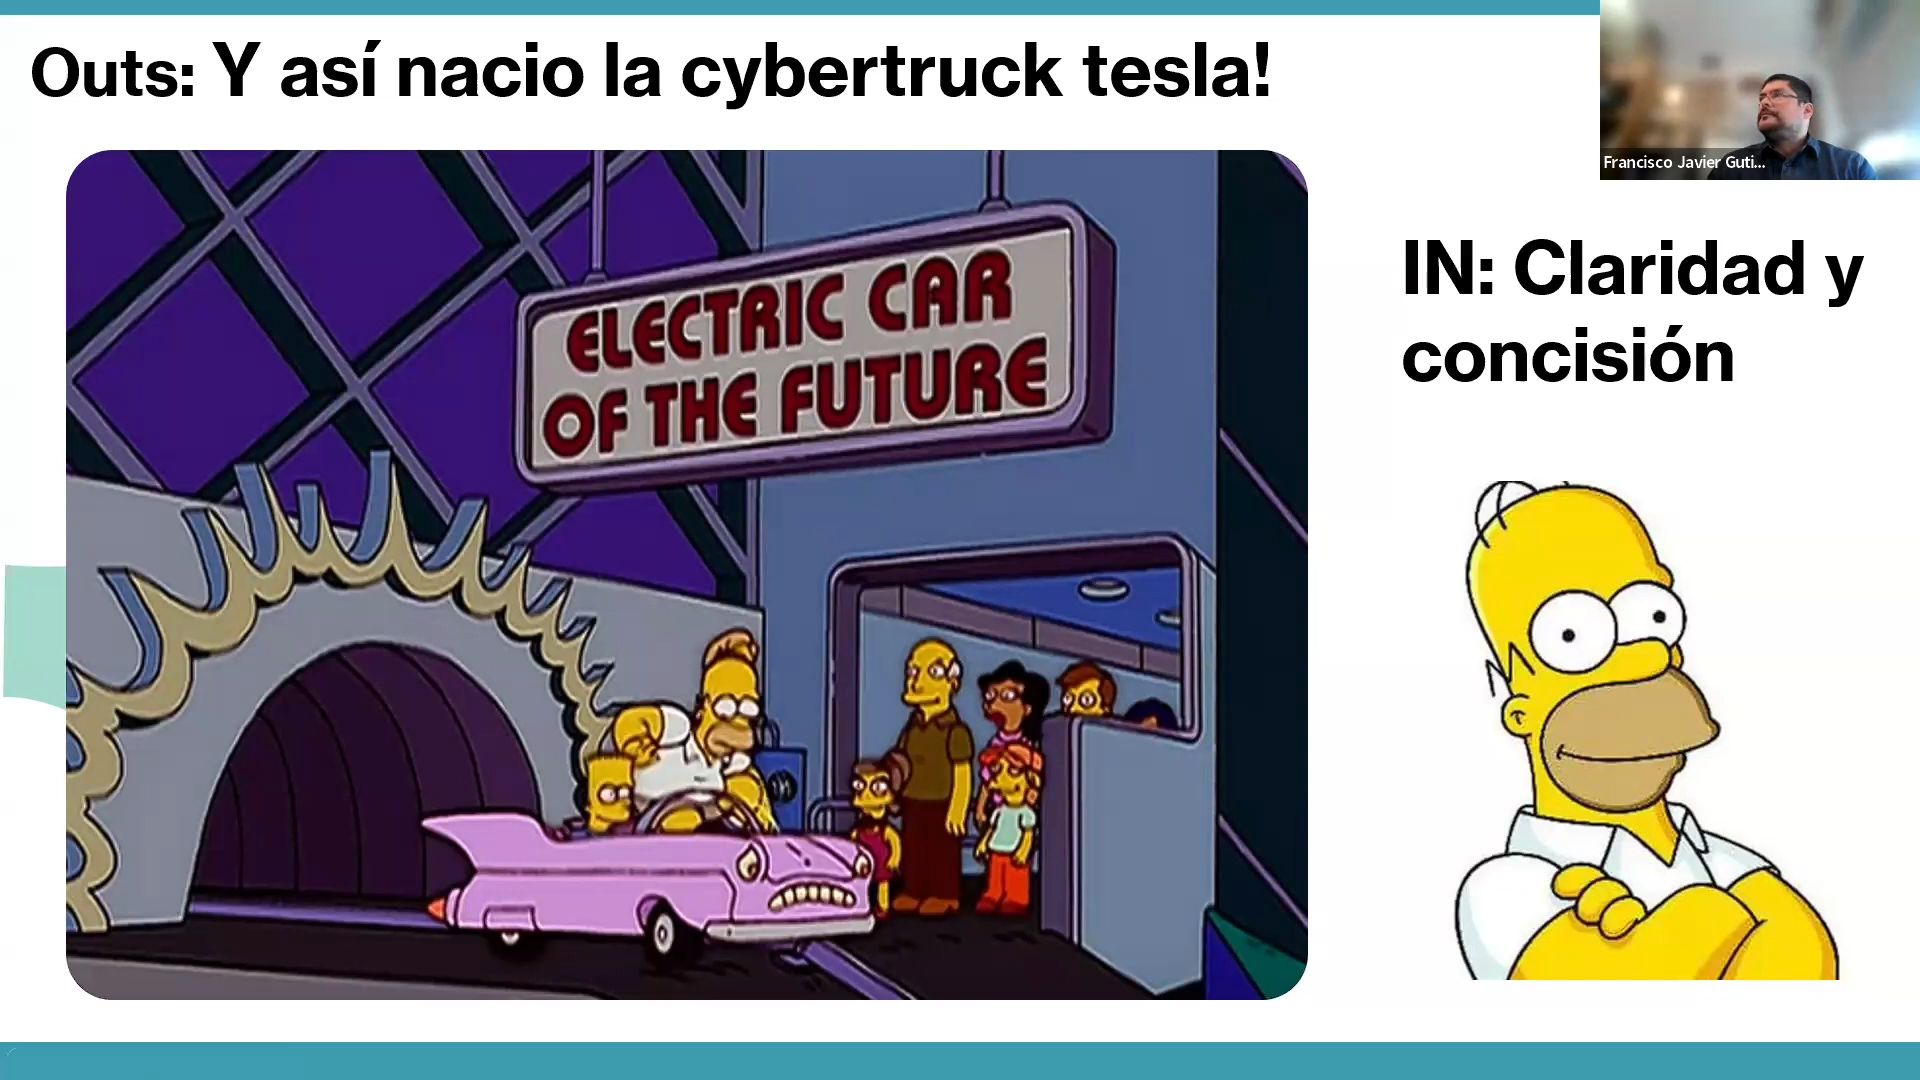 Outs: Y así nacio la cybertruck tesla!
Francisco Javier Guti...
IN: Claridad y
concisión
ELECTRIC CAR
OF THE FUTURE